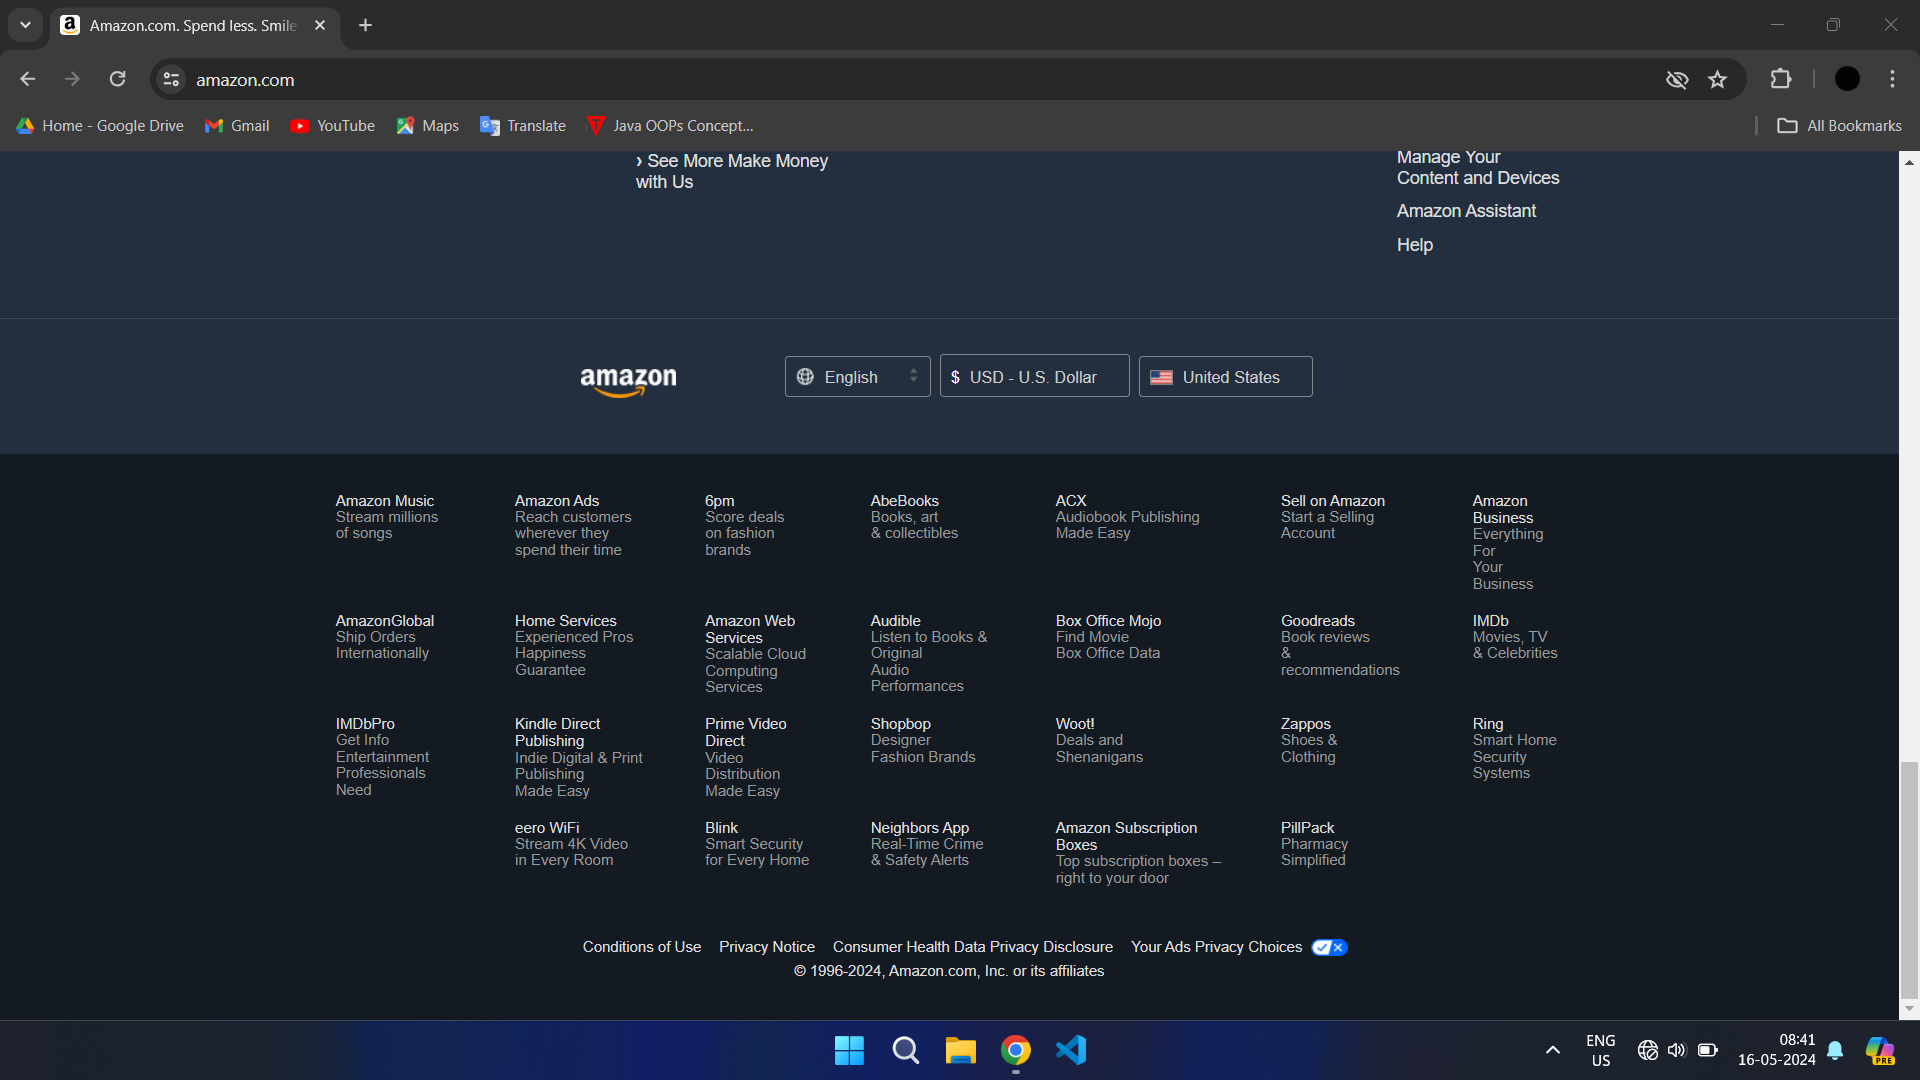 Amazon.com. Spend less. Smile
amazon.com
Home - Google Drive
Gmail
YouTube
Maps
Translate
Java OOPs Concept...
All Bookmarks
› See More Make Money
with Us
Manage Your
Content and Devices
Amazon Assistant
Help
amazon
English
$ USD - U.S. Dollar
United States
Amazon Music
Stream millions
of songs
Amazon Ads
Reach customers
wherever they
spend their time
6pm
Score deals
on fashion
brands
AbeBooks
Books, art
& collectibles
ACX
Audiobook Publishing
Made Easy
Sell on Amazon
Start a Selling
Account
Amazon
Business
Everything
For
Your
Business
AmazonGlobal
Ship Orders
Internationally
Home Services
Experienced Pros
Happiness
Guarantee
Amazon Web
Services
Scalable Cloud
Computing
Services
Audible
Listen to Books &
Original
Audio
Performances
Box Office Mojo
Find Movie
Box Office Data
Goodreads
Book reviews
&
recommendations
IMDb
Movies, TV
& Celebrities
IMDbPro
Get Info
Entertainment
Professionals
Need
Kindle Direct
Publishing
Indie Digital & Print
Publishing
Made Easy
Prime Video
Direct
Video
Distribution
Made Easy
Shopbop
Designer
Fashion Brands
Woot!
Deals and
Shenanigans
Zappos
Shoes &
Clothing
Ring
Smart Home
Security
Systems
eero WiFi
Stream 4K Video
in Every Room
Blink
Smart Security
for Every Home
Neighbors App
Real-Time Crime
& Safety Alerts
Amazon Subscription
Boxes
Top subscription boxes –
right to your door
PillPack
Pharmacy
Simplified
Conditions of Use
Privacy Notice
Consumer Health Data Privacy Disclosure
Your Ads Privacy Choices
© 1996-2024, Amazon.com, Inc. or its affiliates
ENG
US
08:41
16-05-2024
PRE